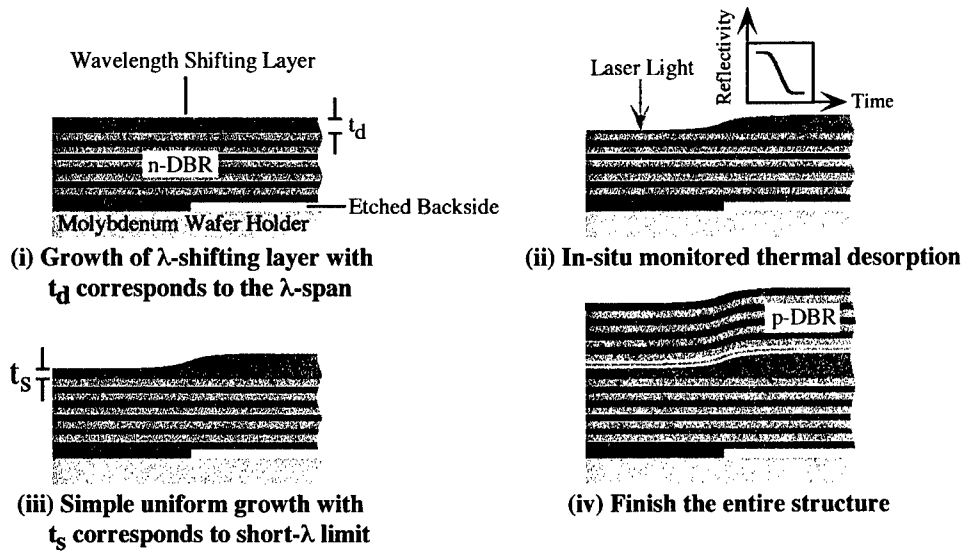 Wavelength Shifting Layer
t_d
n-DBR
Etched Backside
Molybdenum Wafer Holder
(i) Growth of λ-shifting layer with
t_d corresponds to the λ-span
Reflectivity
Time
Laser Light
(ii) In-situ monitored thermal desorption
t_s
(iii) Simple uniform growth with
t_s corresponds to short-λ limit
p-DBR
(iv) Finish the entire structure